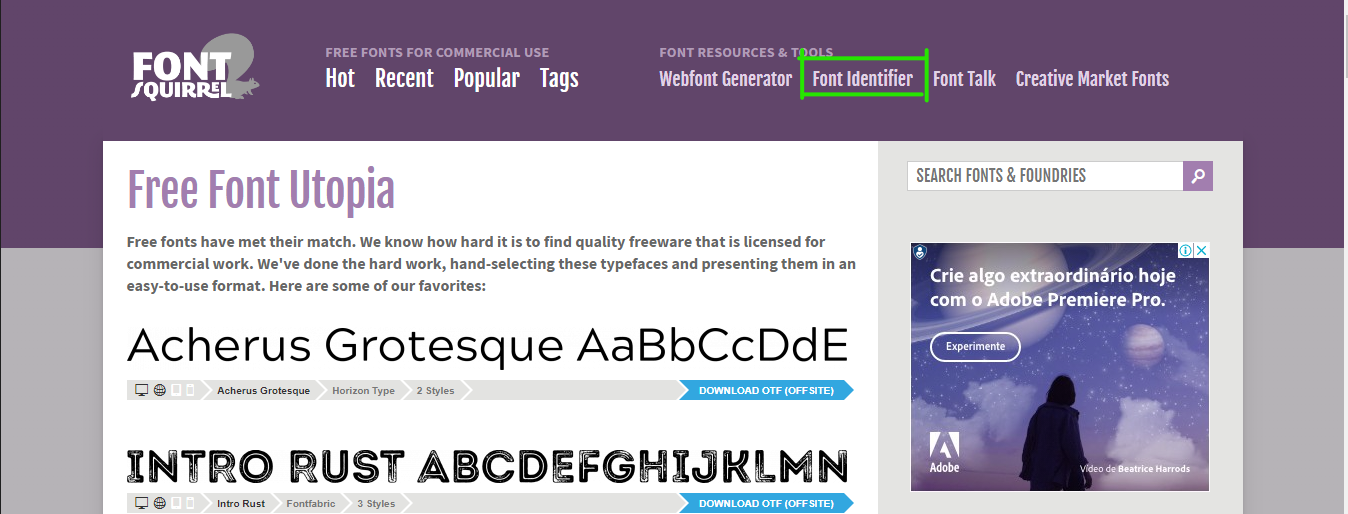 FONT
SQUIRREL
FREE FONTS FOR COMMERCIAL USE
Hot Recent Popular Tags
FONT RESOURCES & TOOLS
Webfont Generator Font Identifier Font Talk Creative Market Fonts
Free Font Utopia
Free fonts have met their match. We know how hard it is to find quality freeware that is licensed for
commercial work. We've done the hard work, hand-selecting these typefaces and presenting them in an
easy-to-use format. Here are some of our favorites:
Acherus Grotesque AaBbCcDdE
Acherus Grotesque Horizon Type 2 Styles DOWNLOAD OTF (OFFSITE)
INTRO RUST ABCDEFGHIJKLMN
Intro Rust Fontfabric 3 Styles DOWNLOAD OTF (OFFSITE)
SEARCH FONTS & FOUNDRIES
Crie algo extraordinário hoje
com o Adobe Premiere Pro.
Experimente
Adobe
Vídeo de Beatrice Harrods